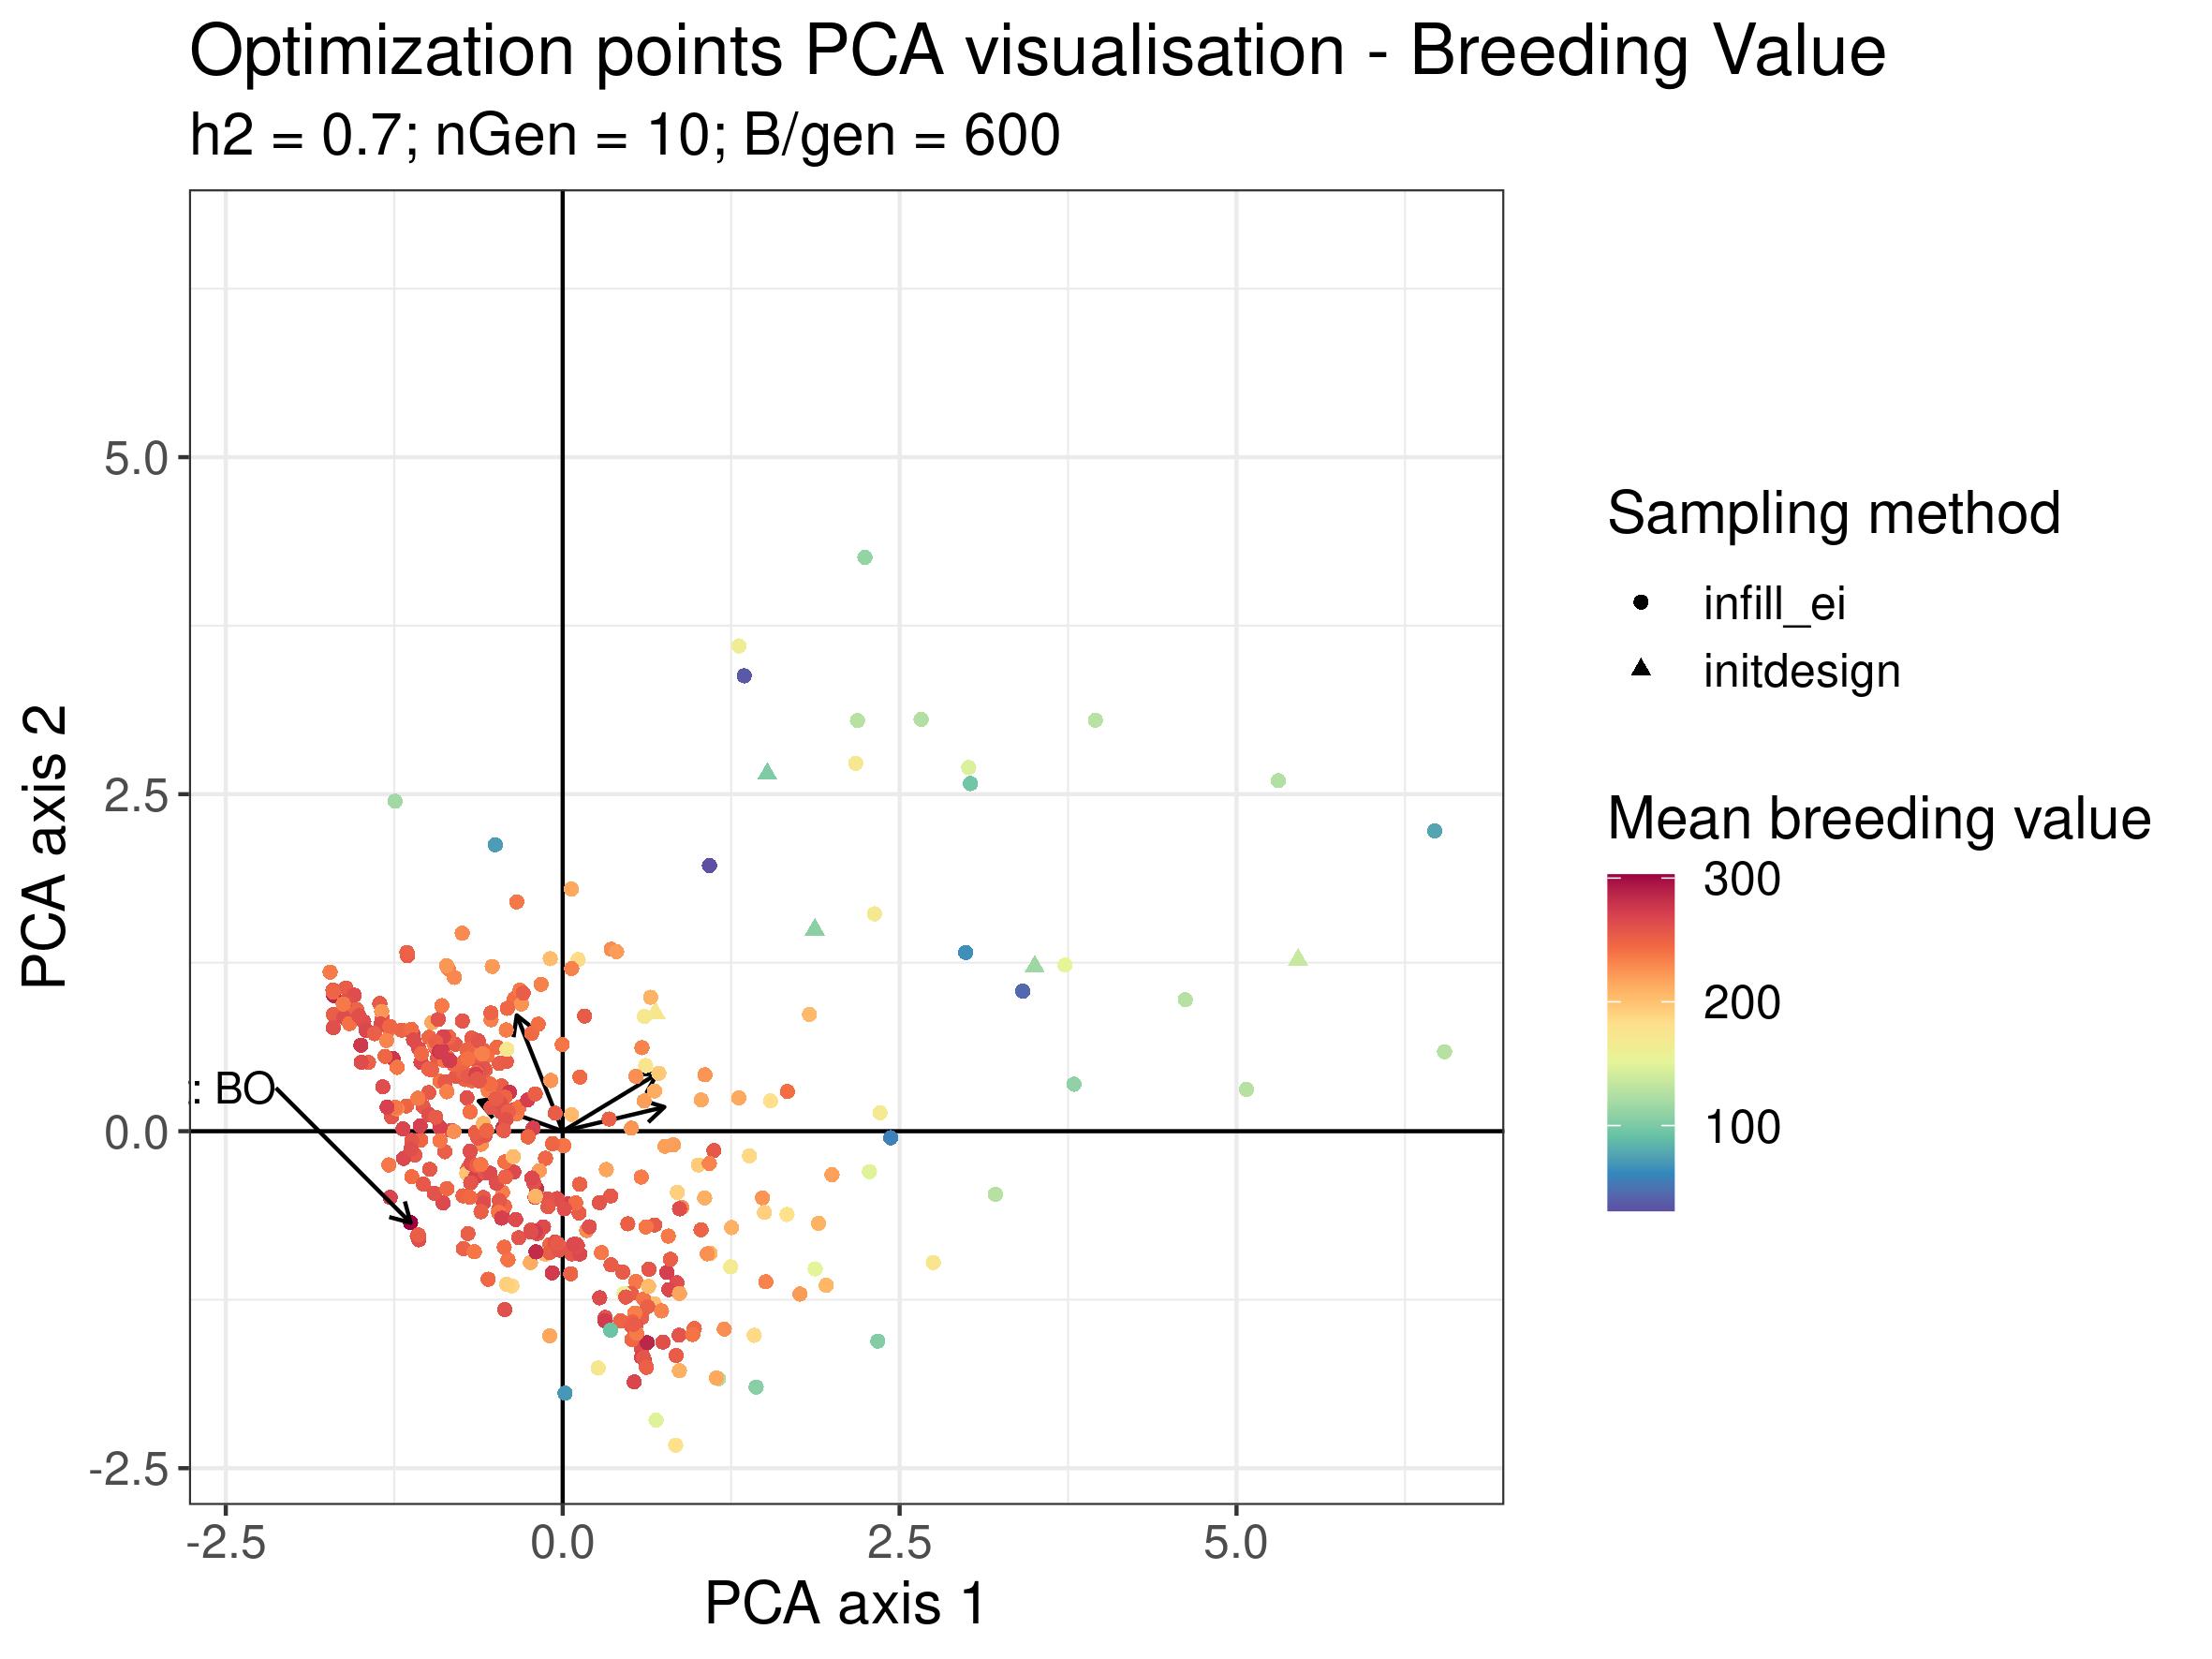 Optimization points PCA visualisation - Breeding Value
h2 = 0.7; nGen = 10; B/gen = 600
PCA axis 2
5.0
2.5
0.0
-2.5
: BO
-2.5
0.0
2.5
5.0
PCA axis 1
Sampling method
infill_ei
initdesign
Mean breeding value
300
200
100